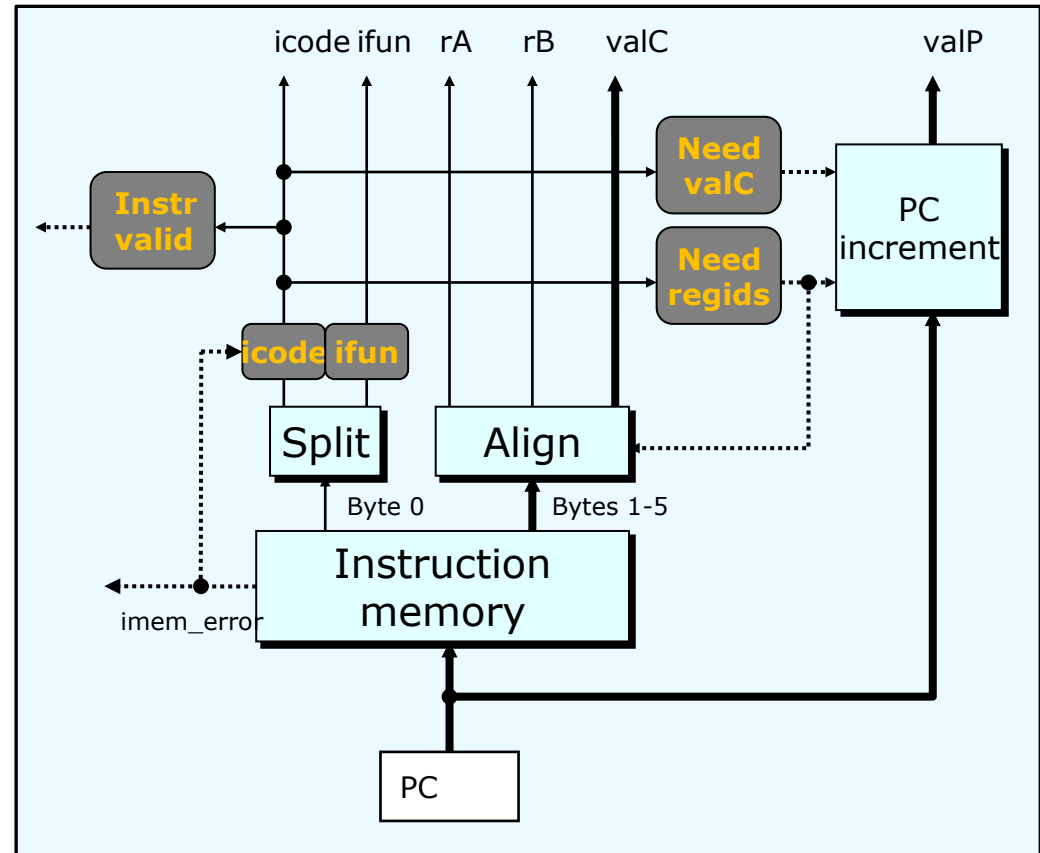 icode ifun rA rB valC valP
Need
valC
Instr
valid
PC
increment
Need
regids
icode ifun
Split Align
Byte 0 Bytes 1-5
Instruction
memory
imem_error
PC